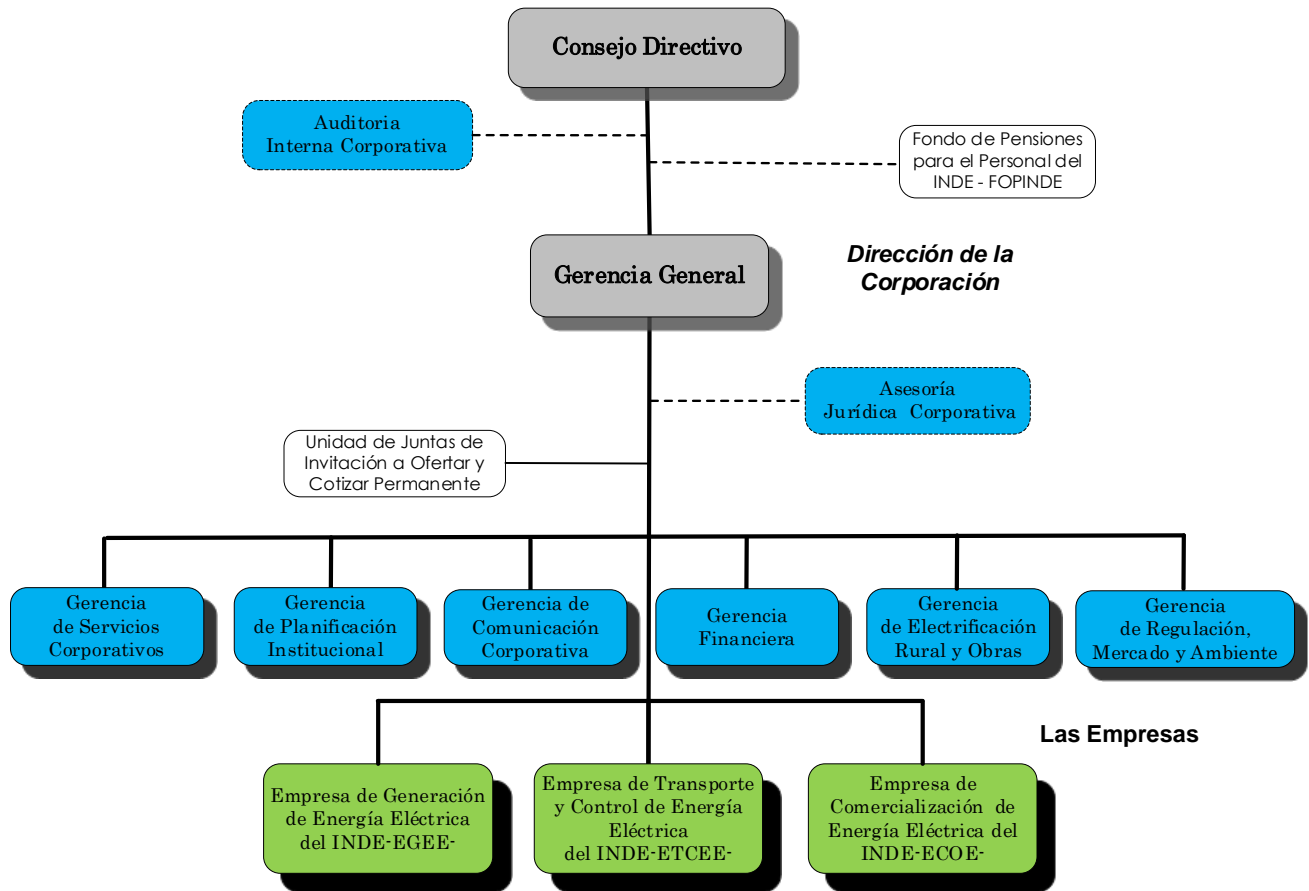 Consejo Directivo
Auditoria
Interna Corporativa
Fondo de Pensiones
para el Personal del
INDE - FOPINDE
Gerencia General
Dirección de la
Corporación
Asesoría
Jurídica Corporativa
Unidad de Juntas de
Invitación a Ofertar y
Cotizar Permanente
Gerencia
de Servicios
Corporativos
Gerencia
de Planificación
Institucional
Gerencia de
Comunicación
Corporativa
Gerencia
Financiera
Gerencia
de Electrificación
Rural y Obras
Gerencia
de Regulación,
Mercado y Ambiente
Las Empresas
Empresa de Generación
de Energía Eléctrica
del INDE-EGEE-
Empresa de Transporte
y Control de Energía
Eléctrica
del INDE-ETCEE-
Empresa de
Comercialización de
Energía Eléctrica del
INDE-ECOE-